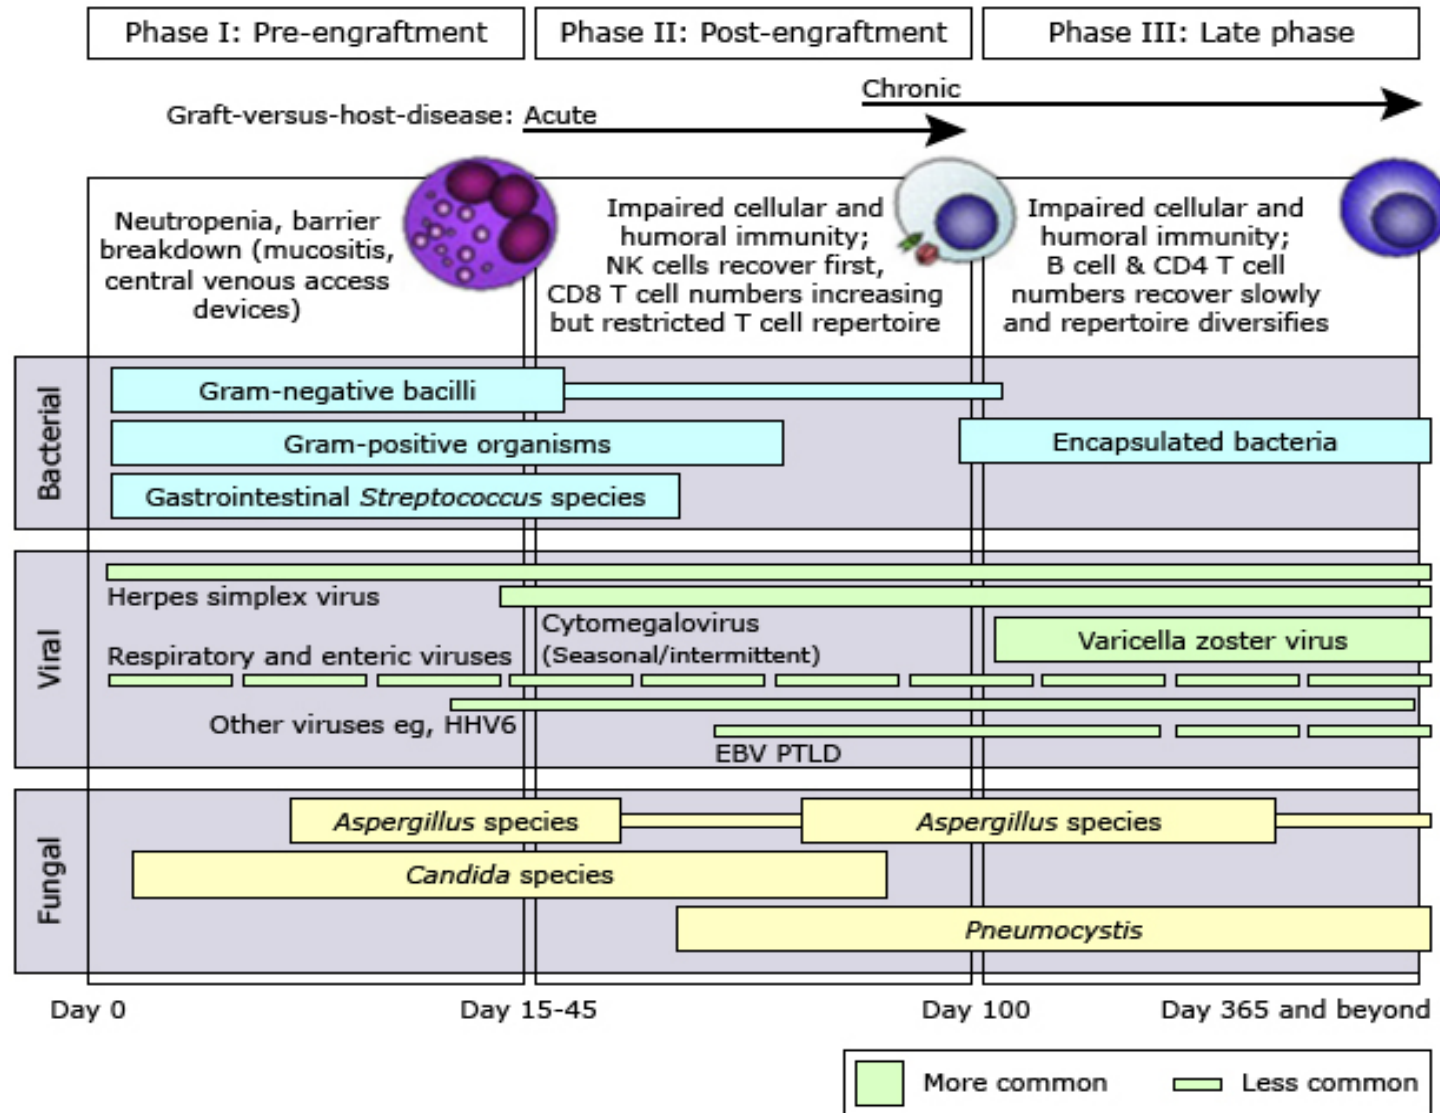 Phase I: Pre-engraftment
Phase II: Post-engraftment
Phase III: Late phase
Chronic
Graft-versus-host-disease: Acute
Neutropenia, barrier
breakdown (mucositis,
central venous access
devices)
Impaired cellular and
humoral immunity;
NK cells recover first,
CD8 T cell numbers increasing
but restricted T cell repertoire
Impaired cellular and
humoral immunity;
B cell & CD4 T cell
numbers recover slowly
and repertoire diversifies
Bacterial
Gram-negative bacilli
Gram-positive organisms
Encapsulated bacteria
Gastrointestinal Streptococcus species
Viral
Herpes simplex virus
Cytomegalovirus
Varicella zoster virus
Respiratory and enteric viruses
(Seasonal/intermittent)
Other viruses eg, HHV6
EBV PTLD
Fungal
Aspergillus species
Aspergillus species
Candida species
Pneumocystis
Day 0
Day 15-45
Day 100
Day 365 and beyond
More common
Less common